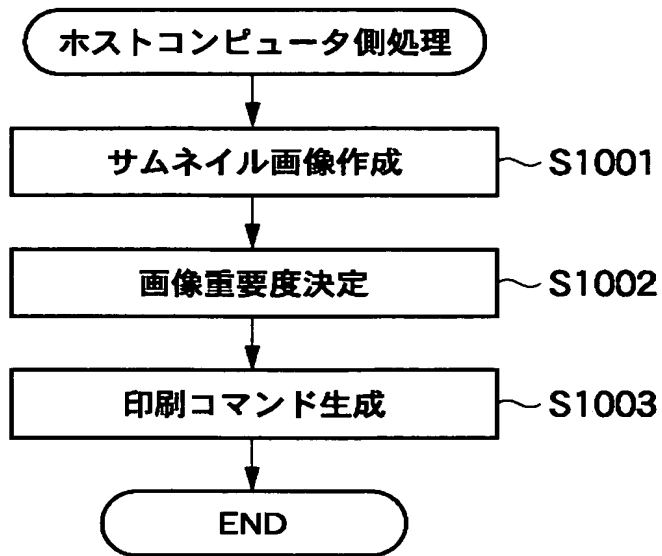 ホストコンピュータ側処理
サムネイル画像作成
S1001
画像重要度決定
S1002
印刷コマンド生成
S1003
END